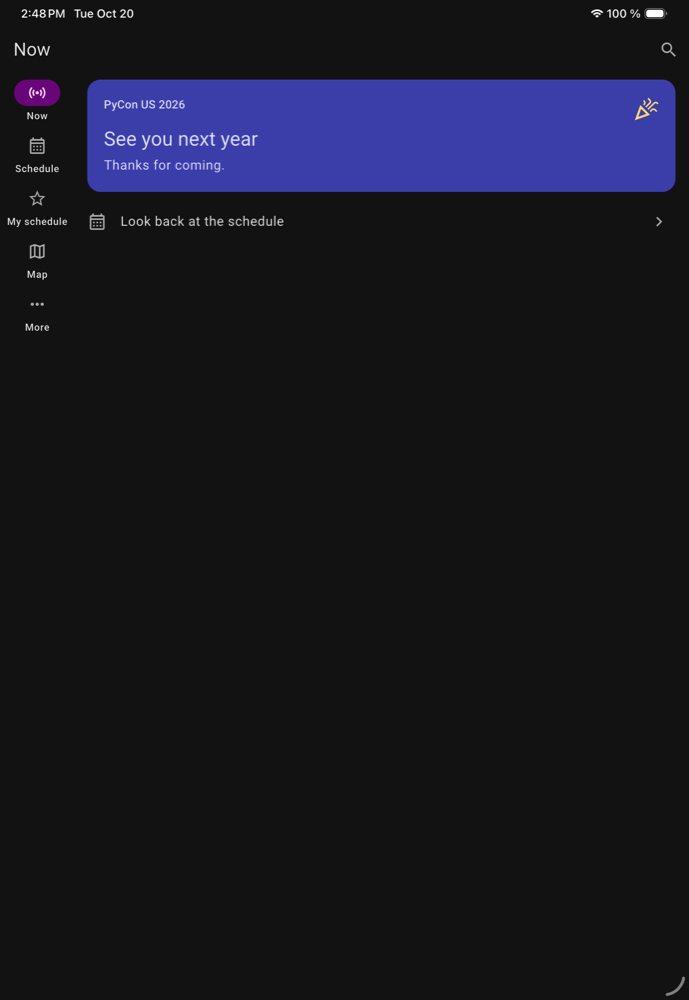 2:48 PM Tue Oct 20 100 %
Now
Now
PyCon US 2026
See you next year
Thanks for coming.
Schedule
My schedule
Look back at the schedule
Map
More